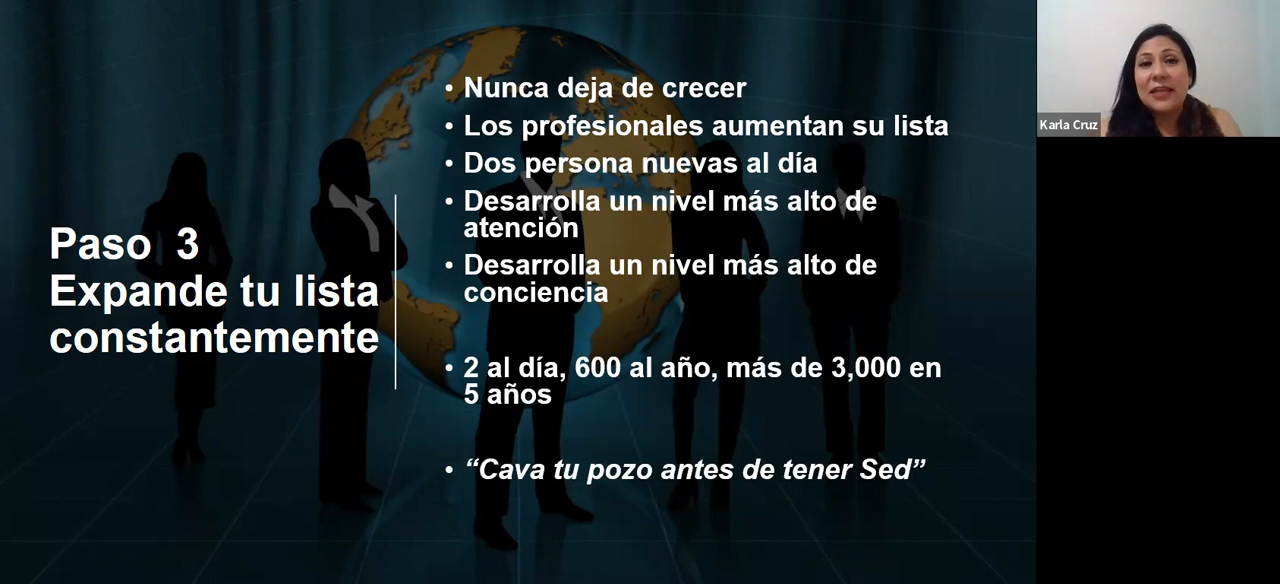 Paso 3
Expande tu lista
constantemente
• Nunca deja de crecer
• Los profesionales aumentan su lista
• Dos persona nuevas al día
• Desarrolla un nivel más alto de
atención
• Desarrolla un nivel más alto de
conciencia
• 2 al día, 600 al año, más de 3,000 en
5 años
• “Cava tu pozo antes de tener Sed”
Karla Cruz